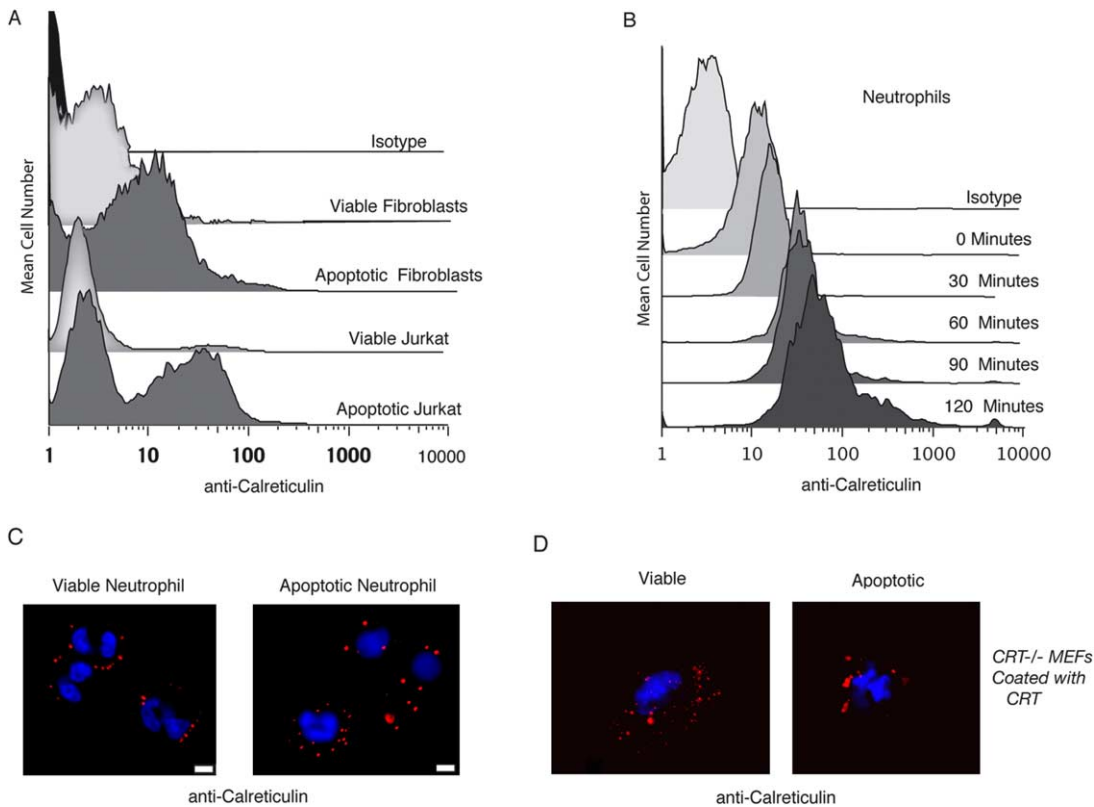 A
Mean Cell Number
Isotype
Viable Fibroblasts
Apoptotic Fibroblasts
Viable Jurkat
Apoptotic Jurkat
1 10 100 1000 10000
anti-Calreticulin
B
Mean Cell Number
Neutrophils
Isotype
0 Minutes
30 Minutes
60 Minutes
90 Minutes
120 Minutes
1 10 100 1000 10000
anti-Calreticulin
C
Viable Neutrophil Apoptotic Neutrophil
anti-Calreticulin
D
Viable Apoptotic
CRT-/- MEFs
Coated with
CRT
anti-Calreticulin